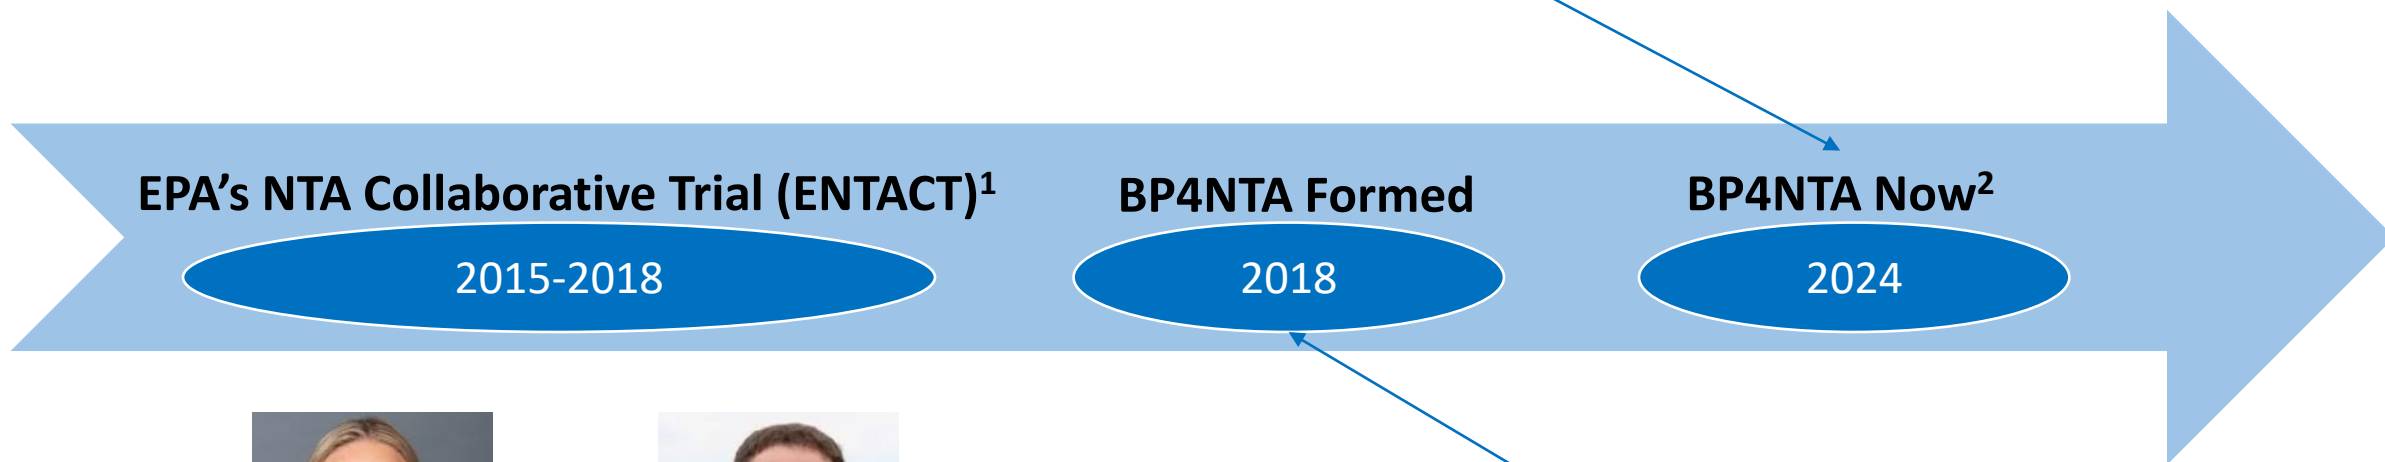 EPA’s NTA Collaborative Trial (ENTACT)¹
2015-2018
BP4NTA Formed
2018
BP4NTA Now²
2024